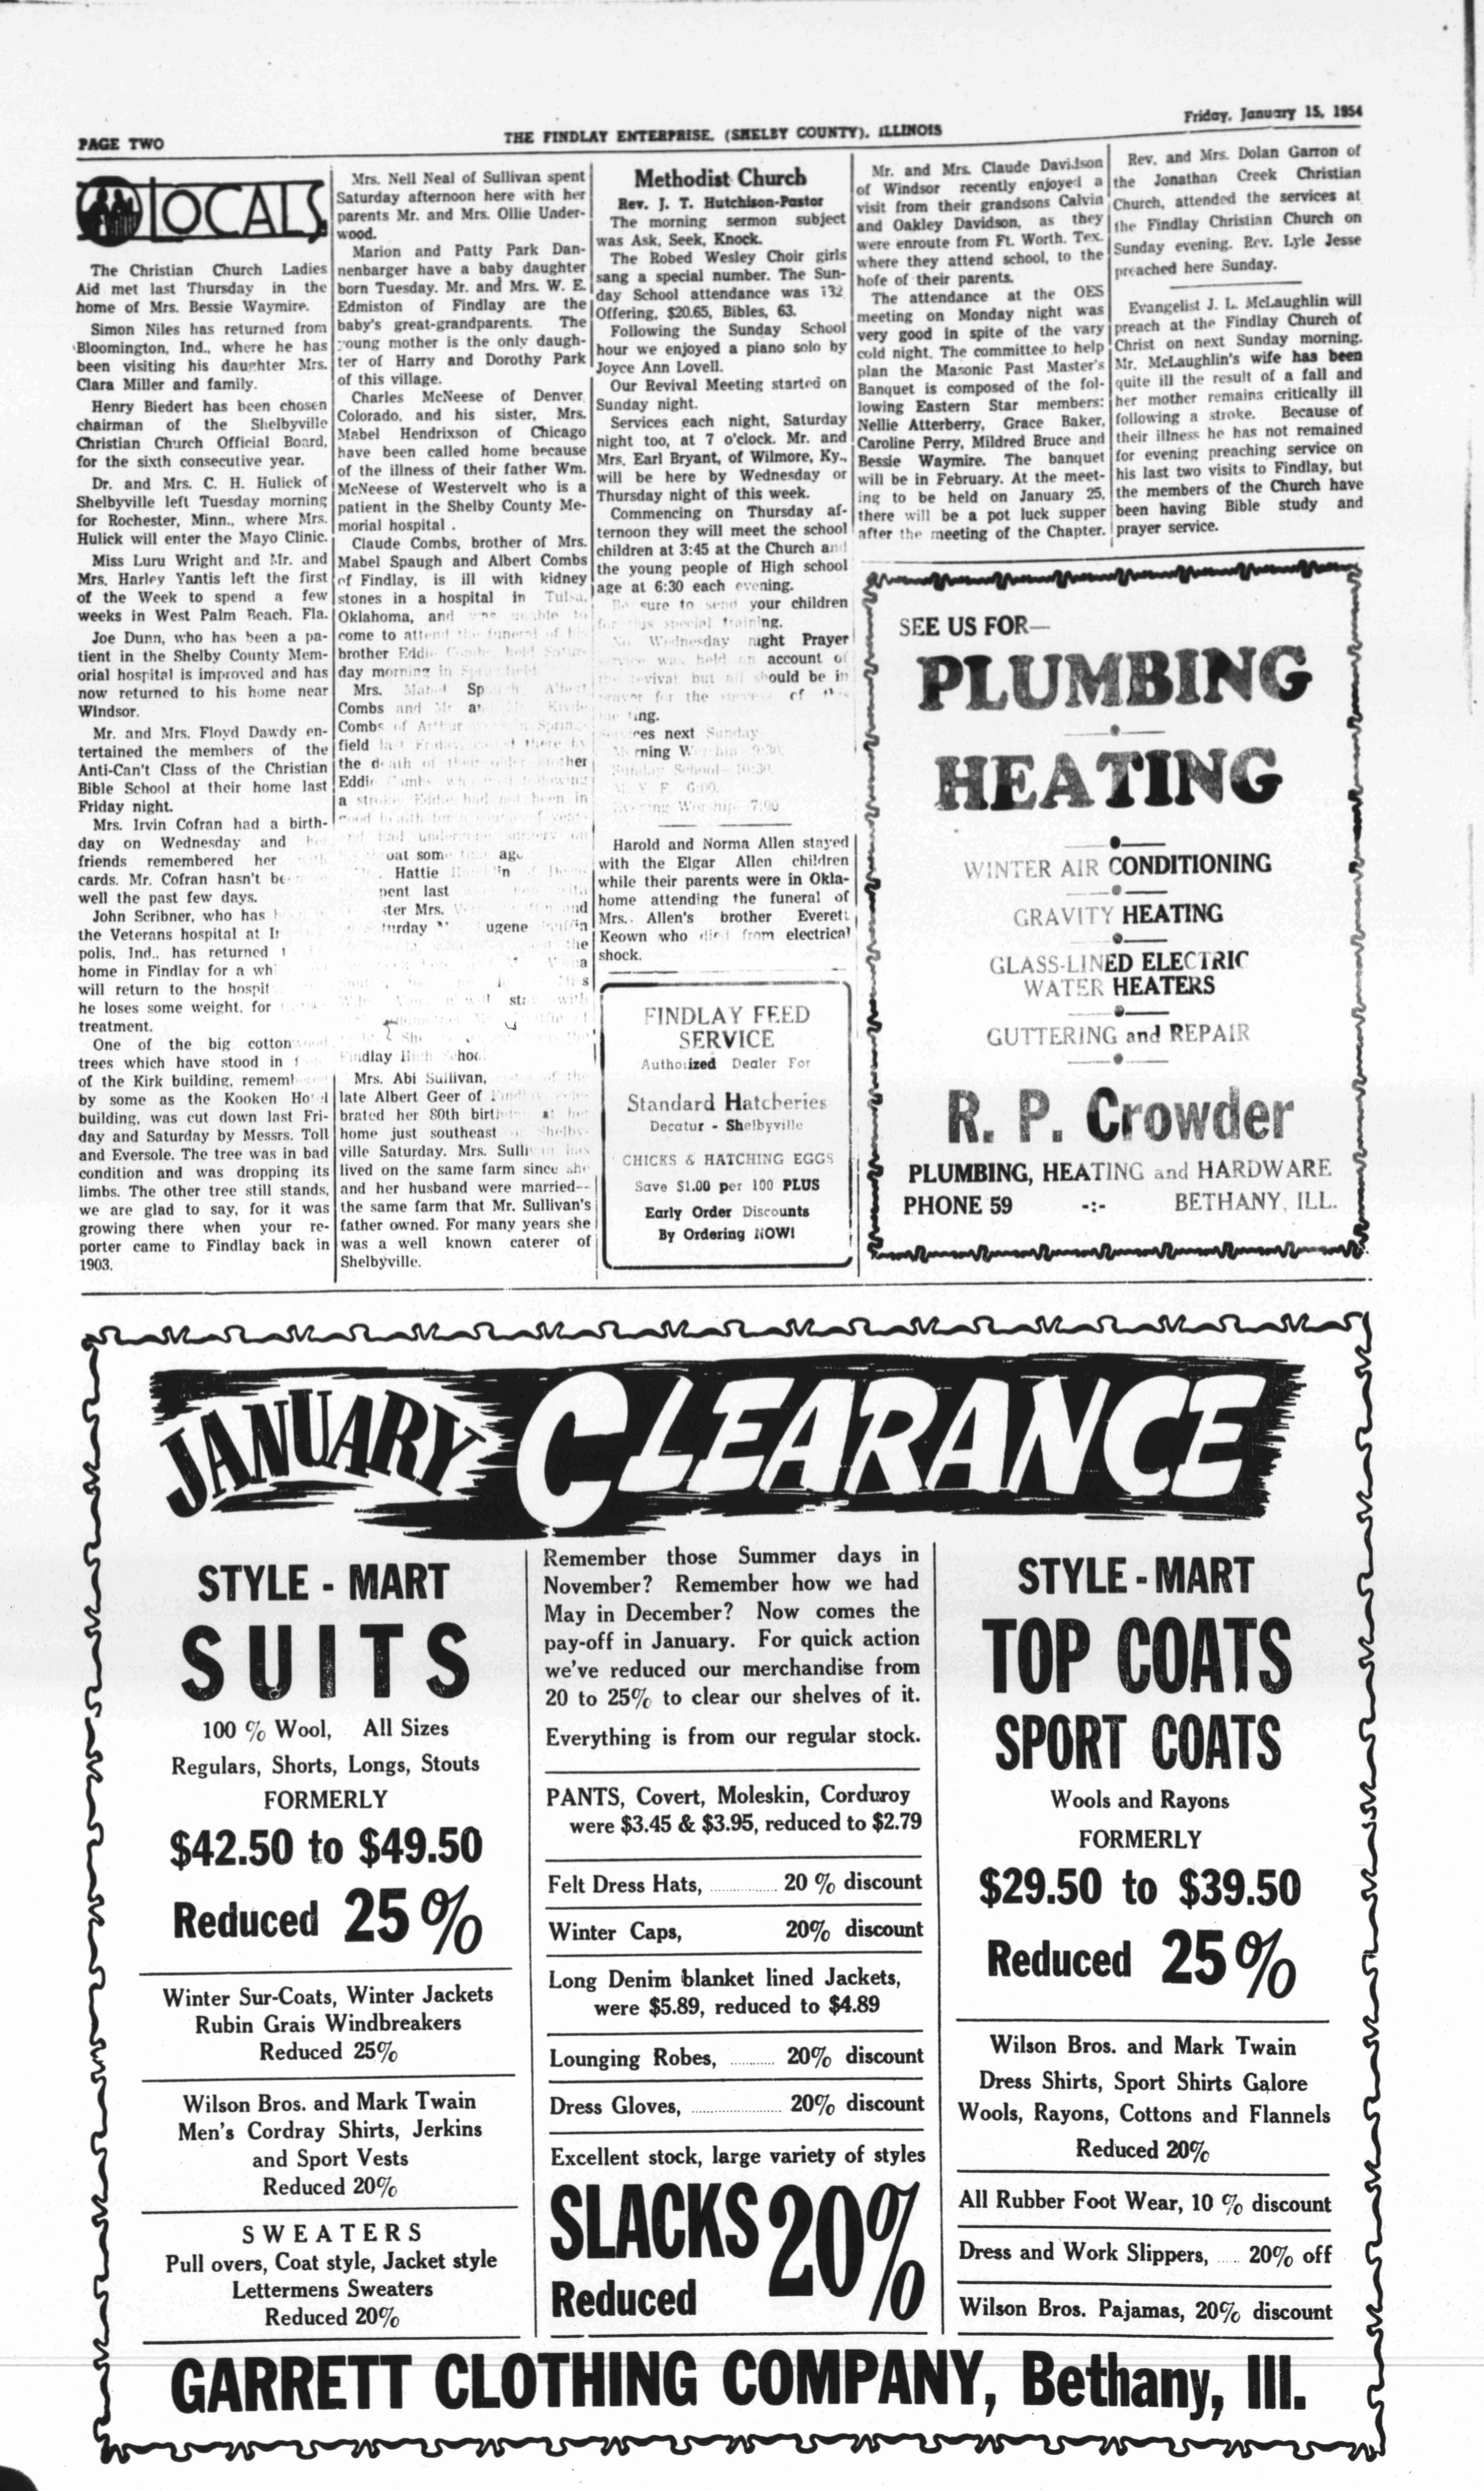 PAGE TWO
THE FINDLAY ENTERPRISE, (SHELBY COUNTY), ILLINOIS
Friday, January 15, 1954
LOCALS
The Christian Church Ladies
Aid met last Thursday in the
home of Mrs. Bessie Waymire.
Simon Niles has returned from
Bloomington, Ind., where he has
been visiting his daughter Mrs.
Clara Miller and family.
Henry Biedert has been chosen
chairman of the Shelbyville
Christian Church Official Board,
for the sixth consecutive year.
Dr. and Mrs. C. H. Hulick of
Shelbyville left Tuesday morning
for Rochester, Minn., where Mrs.
Hulick will enter the Mayo Clinic.
Miss Luru Wright and Mr. and
Mrs. Harley Yantis left the first
of the Week to spend a few
weeks in West Palm Beach, Fla.
Joe Dunn, who has been a pa-
tient in the Shelby County Mem-
orial hospital is improved and has
now returned to his home near
Windsor.
Mr. and Mrs. Floyd Dawdy en-
tertained the members of the
Anti-Can't Class of the Christian
Bible School at their home last
Friday night.
Mrs. Irvin Cofran had a birth-
day on Wednesday and her
friends remembered her with
cards. Mr. Cofran hasn't be
well the past few days.
John Scribner, who has
the Veterans hospital at I
polis, Ind., has returned
home in Findlay for a wh
will return to the hospit
he loses some weight, for
treatment.
One of the big cottonwood
trees which have stood in
of the Kirk building, rememb
by some as the Kooken Hotel
building, was cut down last Fri-
day and Saturday by Messrs. Toll
and Eversole. The tree was in bad
condition and was dropping its
limbs. The other tree still stands,
we are glad to say, for it was
growing there when your re-
porter came to Findlay back in
1903.
Mrs. Nell Neal of Sullivan spent
Saturday afternoon here with her
parents Mr. and Mrs. Ollie Under-
wood.
Marion and Patty Park Dan-
nenbarger have a baby daughter
born Tuesday. Mr. and Mrs. W. E.
Edmiston of Findlay are the
baby's great-grandparents. The
young mother is the only daugh-
ter of Harry and Dorothy Park
of this village.
Charles McNeese of Denver
Colorado, and his sister, Mrs.
Mabel Hendrixson of Chicago
have been called home because
of the illness of their father Wm.
McNeese of Westervelt who is a
patient in the Shelby County Me-
morial hospital .
Claude Combs, brother of Mrs.
Mabel Spaugh and Albert Combs
of Findlay, is ill with kidney
stones in a hospital in Tulsa,
Oklahoma, and was unable to
come to attend the funeral of his
brother Eddie Combs held Satur-
day morning in
Mrs. Mabel Sp Albert
Combs and Mr
Combs of Arthur Spring-
field last Friday there by
the death of their older brother
Eddie Combs who following
a stroke. Eddie had not been in
good health for
had undergone surgery on
some time ago
Hattie
spent last
Mrs. and
ugene
the
Findlay High
Mrs. Abi Sullivan, of the
late Albert Geer of
brated her 80th birt at her
home just southeast Shelby-
ville Saturday. Mrs. Sulli has
lived on the same farm since she
and her husband were married--
the same farm that Mr. Sullivan's
father owned. For many years she
was a well known caterer of
Shelbyville.
Methodist Church
Rev. J. T. Hutchison-Pastor
The morning sermon subject
was Ask, Seek, Knock.
The Robed Wesley Choir girls
sang a special number. The Sun-
day School attendance was 132
Offering, $20.65, Bibles, 63.
Following the Sunday School
hour we enjoyed a piano solo by
Joyce Ann Lovell.
Our Revival Meeting started on
Sunday night.
Services each night, Saturday
night too, at 7 o'clock. Mr. and
Mrs. Earl Bryant, of Wilmore, Ky.,
will be here by Wednesday or
Thursday night of this week.
Commencing on Thursday af-
ternoon they will meet the school
children at 3:45 at the Church and
the young people of High school
age at 6:30 each evening.
Be sure to send your children
for this special training.
No Wednesday night Prayer
service was held on account of
the revival but all should be in
prayer for the success of this
meeting.
Services next Sunday
Morning Worship 9:30.
Sunday School 10:30.
M. Y. F. 6:00.
Evening Worship 7:00
Harold and Norma Allen stayed
with the Elgar Allen children
while their parents were in Okla-
home attending the funeral of
Mrs. Allen's brother Everett
Keown who died from electrical
shock.
FINDLAY FEED
SERVICE
Authorized Dealer For
Standard Hatcheries
Decatur - Shelbyville
CHICKS & HATCHING EGGS
Save $1.00 per 100 PLUS
Early Order Discounts
By Ordering NOW!
Mr. and Mrs. Claude Davidson
of Windsor recently enjoyed a
visit from their grandsons Calvin
and Oakley Davidson, as they
were enroute from Ft. Worth. Tex.
where they attend school, to the
hofe of their parents.
The attendance at the OES
meeting on Monday night was
very good in spite of the vary
cold night. The committee to help
plan the Masonic Past Master's
Banquet is composed of the fol-
lowing Eastern Star members:
Nellie Atterberry, Grace Baker,
Caroline Perry, Mildred Bruce and
Bessie Waymire. The banquet
will be in February. At the meet-
ing to be held on January 25,
there will be a pot luck supper
after the meeting of the Chapter.
Rev. and Mrs. Dolan Garron of
the Jonathan Creek Christian
Church, attended the services at
the Findlay Christian Church on
Sunday evening. Rev. Lyle Jesse
preached here Sunday.
Evangelist J. L. McLaughlin will
preach at the Findlay Church of
Christ on next Sunday morning.
Mr. McLaughlin's wife has been
quite ill the result of a fall and
her mother remains critically ill
following a stroke. Because of
their illness he has not remained
for evening preaching service on
his last two visits to Findlay, but
the members of the Church have
been having Bible study and
prayer service.
SEE US FOR—
PLUMBING
HEATING
WINTER AIR CONDITIONING
GRAVITY HEATING
GLASS-LINED ELECTRIC
WATER HEATERS
GUTTERING and REPAIR
R. P. Crowder
PLUMBING, HEATING and HARDWARE
PHONE 59 -:- BETHANY, ILL.
JANUARY CLEARANCE
STYLE - MART
SUITS
100 % Wool, All Sizes
Regulars, Shorts, Longs, Stouts
FORMERLY
$42.50 to $49.50
Reduced 25%
Winter Sur-Coats, Winter Jackets
Rubin Grais Windbreakers
Reduced 25%
Wilson Bros. and Mark Twain
Men's Cordray Shirts, Jerkins
and Sport Vests
Reduced 20%
SWEATERS
Pull overs, Coat style, Jacket style
Lettermens Sweaters
Reduced 20%
Remember those Summer days in
November? Remember how we had
May in December? Now comes the
pay-off in January. For quick action
we've reduced our merchandise from
20 to 25% to clear our shelves of it.
Everything is from our regular stock.
PANTS, Covert, Moleskin, Corduroy
were $3.45 & $3.95, reduced to $2.79
Felt Dress Hats, ............... 20 % discount
Winter Caps, 20% discount
Long Denim blanket lined Jackets,
were $5.89, reduced to $4.89
Lounging Robes, .......... 20% discount
Dress Gloves, .................... 20% discount
Excellent stock, large variety of styles
SLACKS 20%
Reduced
STYLE - MART
TOP COATS
SPORT COATS
Wools and Rayons
FORMERLY
$29.50 to $39.50
Reduced 25%
Wilson Bros. and Mark Twain
Dress Shirts, Sport Shirts Galore
Wools, Rayons, Cottons and Flannels
Reduced 20%
All Rubber Foot Wear, 10 % discount
Dress and Work Slippers, ..... 20% off
Wilson Bros. Pajamas, 20% discount
GARRETT CLOTHING COMPANY, Bethany, Ill.